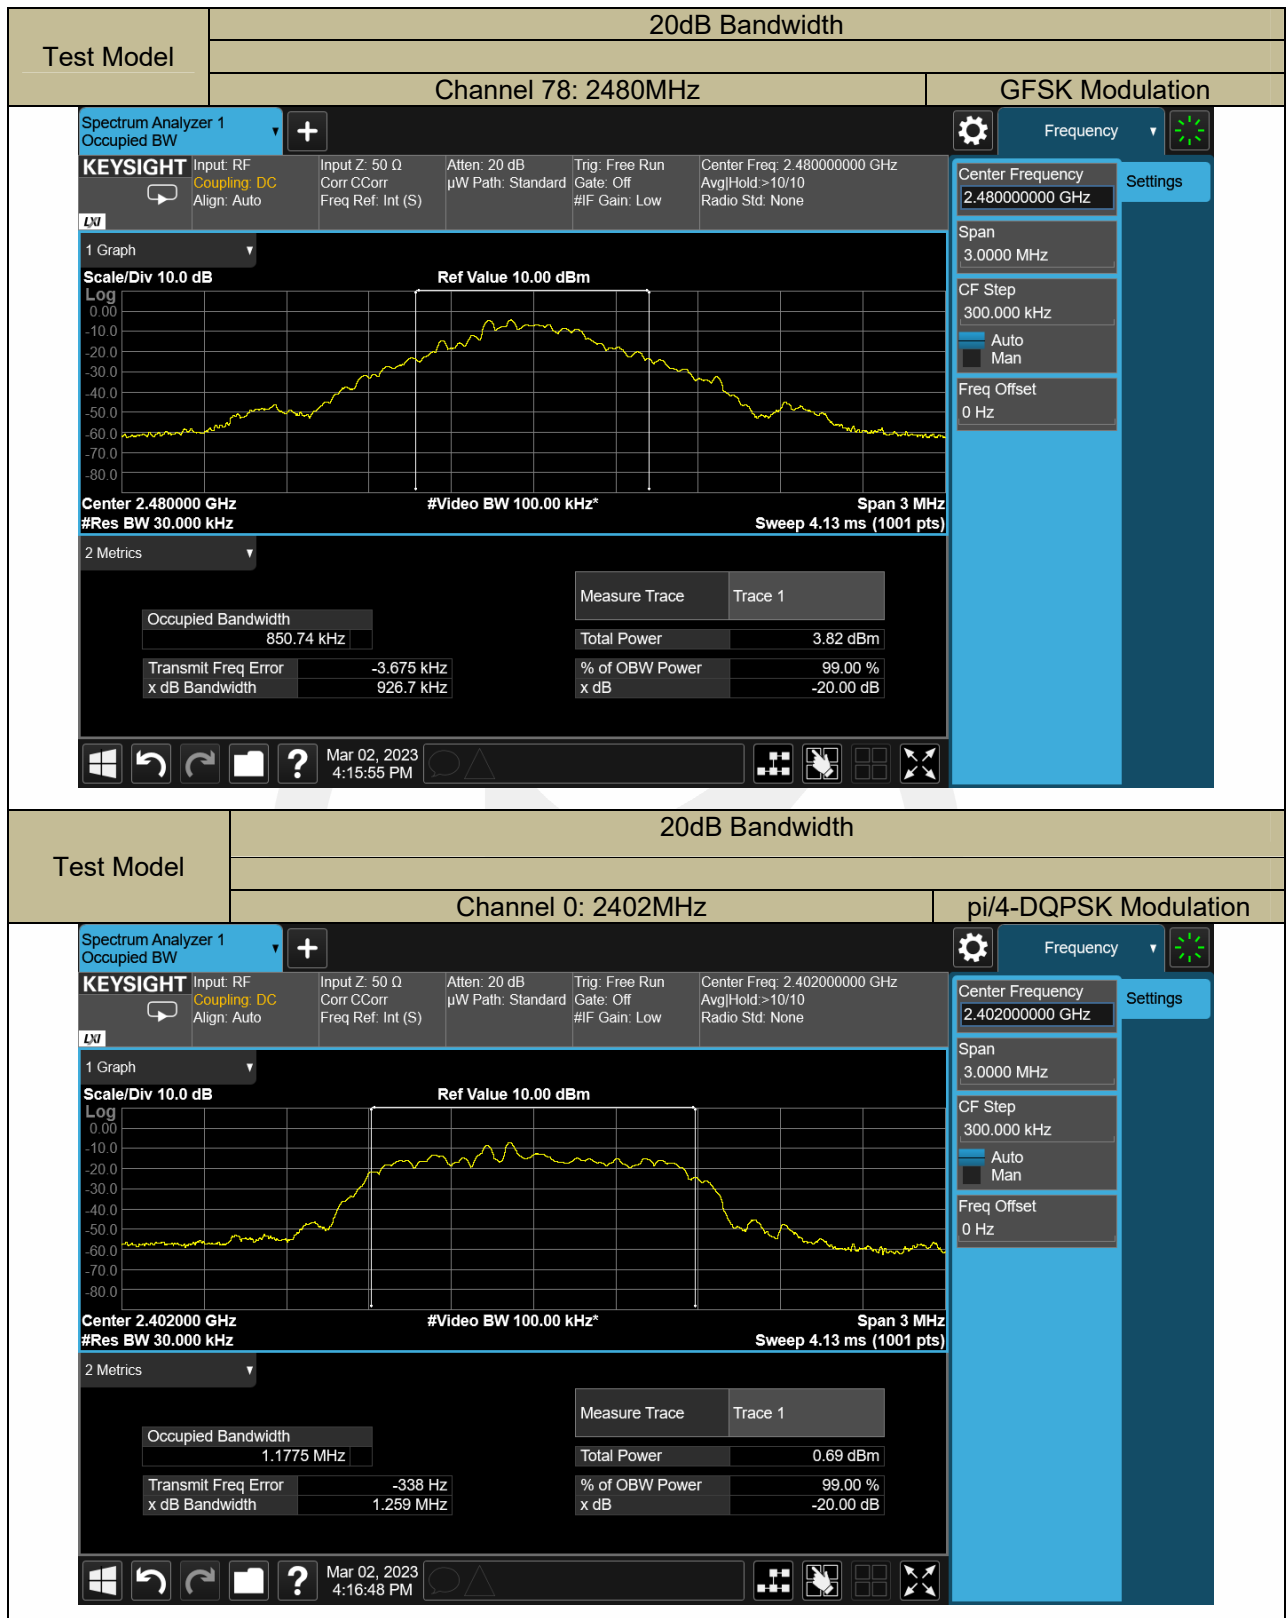 Test Model
20dB Bandwidth
Channel 78: 2480MHz
GFSK Modulation
Spectrum Analyzer 1
Occupied BW
Frequency
KEYSIGHT
LXI
Input: RF
Coupling: DC
Align: Auto
Input Z: 50 Ω
Corr CCorr
Freq Ref: Int (S)
Atten: 20 dB
µW Path: Standard
Trig: Free Run
Gate: Off
#IF Gain: Low
Center Freq: 2.480000000 GHz
Avg|Hold:>10/10
Radio Std: None
Center Frequency
2.480000000 GHz
Settings
Span
3.0000 MHz
CF Step
300.000 kHz
Auto
Man
Freq Offset
0 Hz
1 Graph
Scale/Div 10.0 dB
Ref Value 10.00 dBm
Log
0.00
-10.0
-20.0
-30.0
-40.0
-50.0
-60.0
-70.0
-80.0
Center 2.480000 GHz
#Video BW 100.00 kHz*
Span 3 MHz
#Res BW 30.000 kHz
Sweep 4.13 ms (1001 pts)
2 Metrics
Measure Trace
Trace 1
Occupied Bandwidth
850.74 kHz
Total Power
3.82 dBm
Transmit Freq Error
-3.675 kHz
% of OBW Power
99.00 %
x dB Bandwidth
926.7 kHz
x dB
-20.00 dB
?
Mar 02, 2023
4:15:55 PM
Test Model
20dB Bandwidth
Channel 0: 2402MHz
pi/4-DQPSK Modulation
Spectrum Analyzer 1
Occupied BW
Frequency
KEYSIGHT
LXI
Input: RF
Coupling: DC
Align: Auto
Input Z: 50 Ω
Corr CCorr
Freq Ref: Int (S)
Atten: 20 dB
µW Path: Standard
Trig: Free Run
Gate: Off
#IF Gain: Low
Center Freq: 2.402000000 GHz
Avg|Hold:>10/10
Radio Std: None
Center Frequency
2.402000000 GHz
Settings
Span
3.0000 MHz
CF Step
300.000 kHz
Auto
Man
Freq Offset
0 Hz
1 Graph
Scale/Div 10.0 dB
Ref Value 10.00 dBm
Log
0.00
-10.0
-20.0
-30.0
-40.0
-50.0
-60.0
-70.0
-80.0
Center 2.402000 GHz
#Video BW 100.00 kHz*
Span 3 MHz
#Res BW 30.000 kHz
Sweep 4.13 ms (1001 pts)
2 Metrics
Measure Trace
Trace 1
Occupied Bandwidth
1.1775 MHz
Total Power
0.69 dBm
Transmit Freq Error
-338 Hz
% of OBW Power
99.00 %
x dB Bandwidth
1.259 MHz
x dB
-20.00 dB
?
Mar 02, 2023
4:16:48 PM